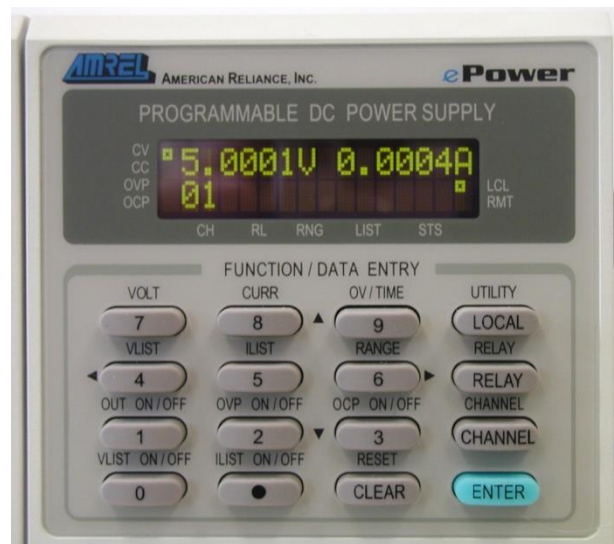 AMREL AMERICAN RELIANCE, INC. ePower
PROGRAMMABLE DC POWER SUPPLY
CV
CC
OVP
OCP
5.0001V 0.0004A
01
LCL
RMT
CH RL RNG LIST STS
FUNCTION / DATA ENTRY
VOLT CURR OV / TIME UTILITY
7 8 9 LOCAL
VLIST ILIST RANGE RELAY
4 5 6 RELAY
OUT ON / OFF OVP ON / OFF OCP ON / OFF CHANNEL
1 2 3 CHANNEL
VLIST ON / OFF ILIST ON / OFF RESET
0 • CLEAR ENTER